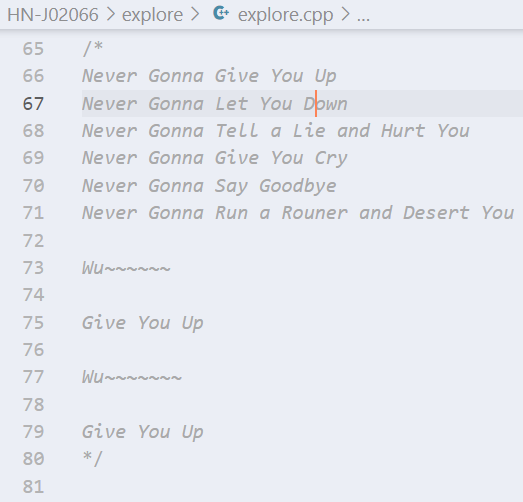 HN-J02066 > explore > explore.cpp > ...
65 /*
66 Never Gonna Give You Up
67 Never Gonna Let You Down
68 Never Gonna Tell a Lie and Hurt You
69 Never Gonna Give You Cry
70 Never Gonna Say Goodbye
71 Never Gonna Run a Rouner and Desert You
72
73 Wu~~~~~~
74
75 Give You Up
76
77 Wu~~~~~~~
78
79 Give You Up
80 */
81